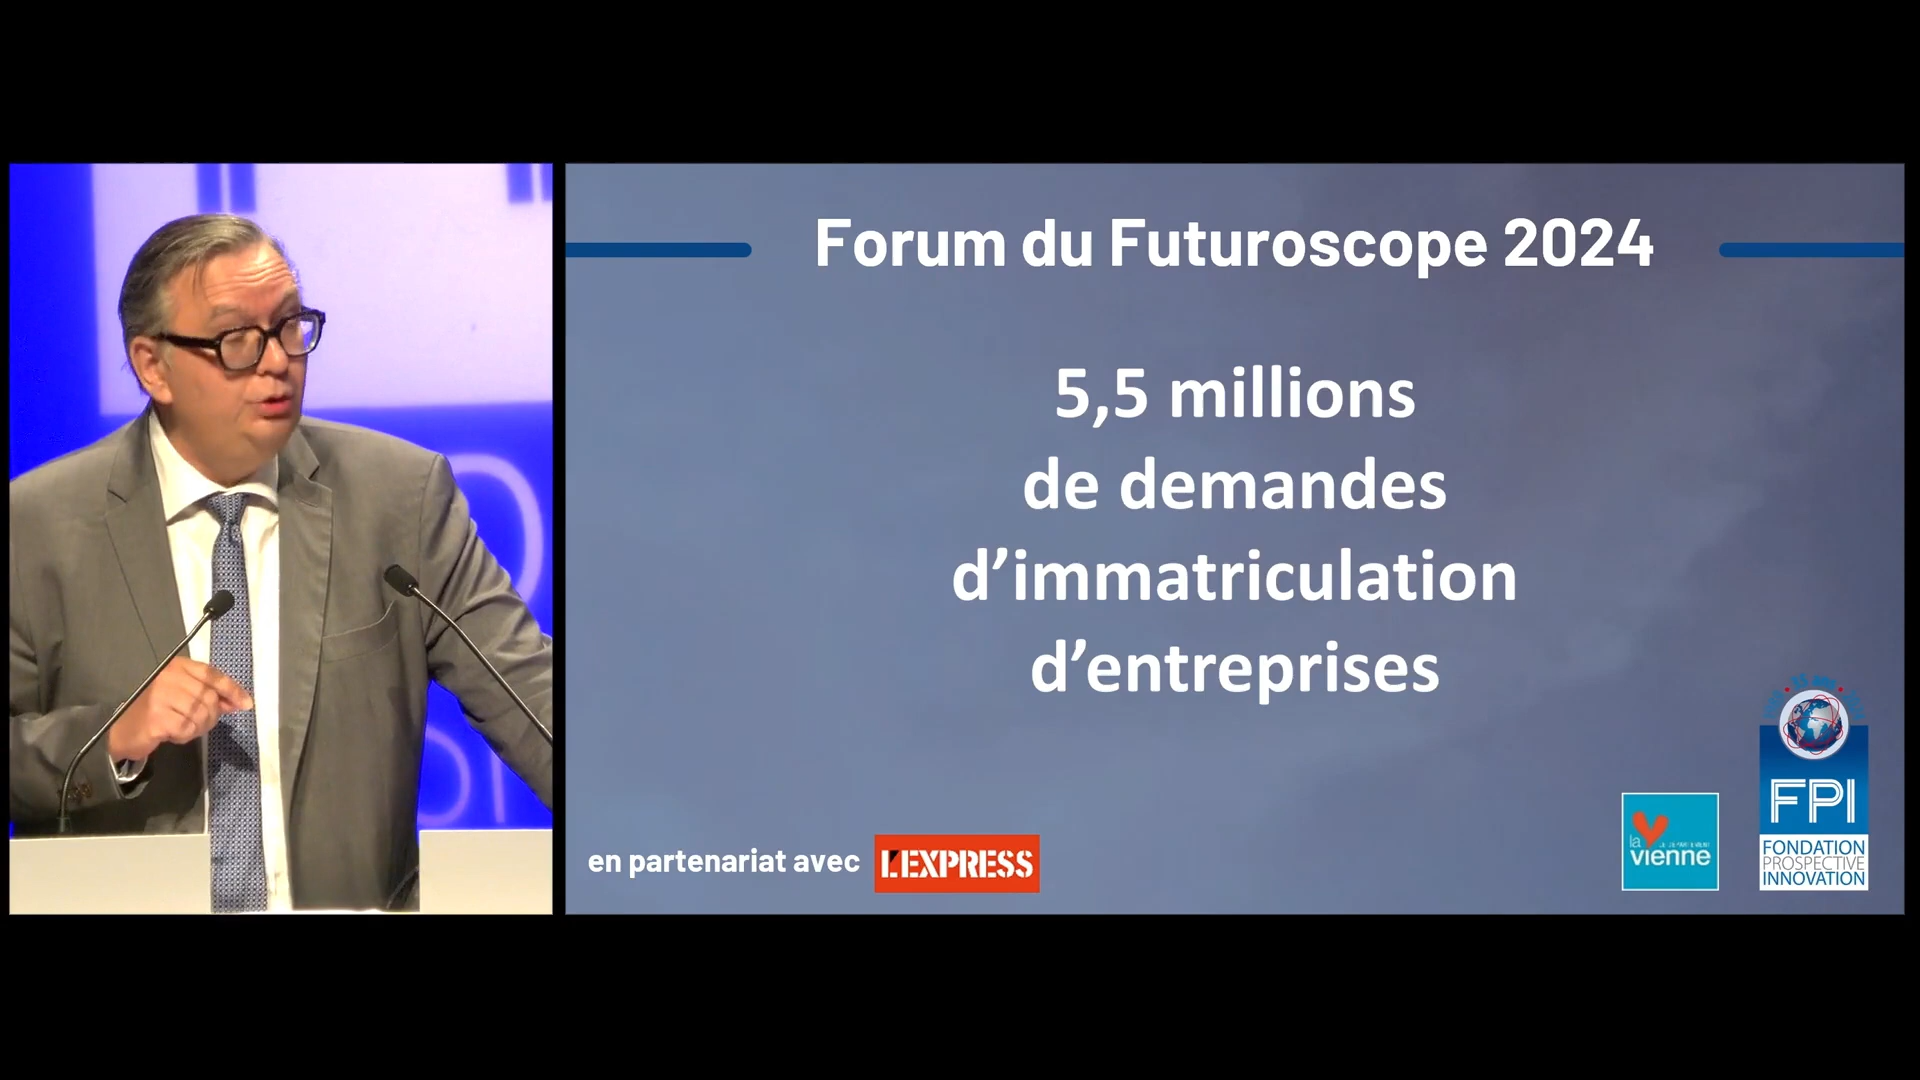 Forum du Futuroscope 2024
5,5 millions
de demandes
d’immatriculation
d’entreprises
en partenariat avec
L'EXPRESS
la
vienne
FPI
FONDATION
PROSPECTIVE
INNOVATION